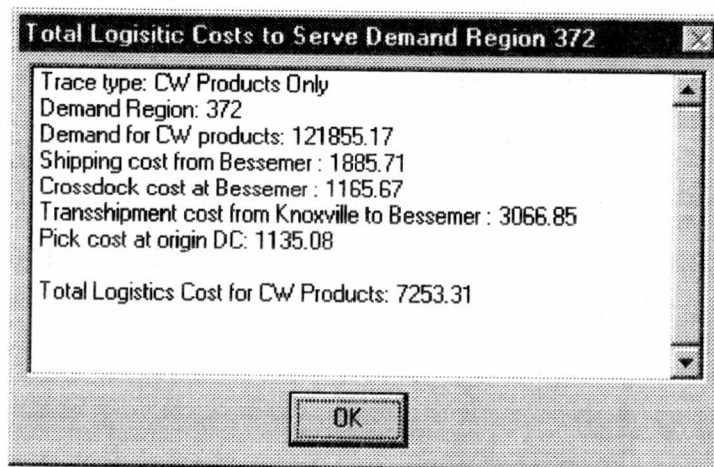 Total Logisitic Costs to Serve Demand Region 372
Trace type: CW Products Only
Demand Region: 372
Demand for CW products: 121855.17
Shipping cost from Bessemer : 1885.71
Crossdock cost at Bessemer : 1165.67
Transshipment cost from Knoxville to Bessemer : 3066.85
Pick cost at origin DC: 1135.08
Total Logistics Cost for CW Products: 7253.31
OK